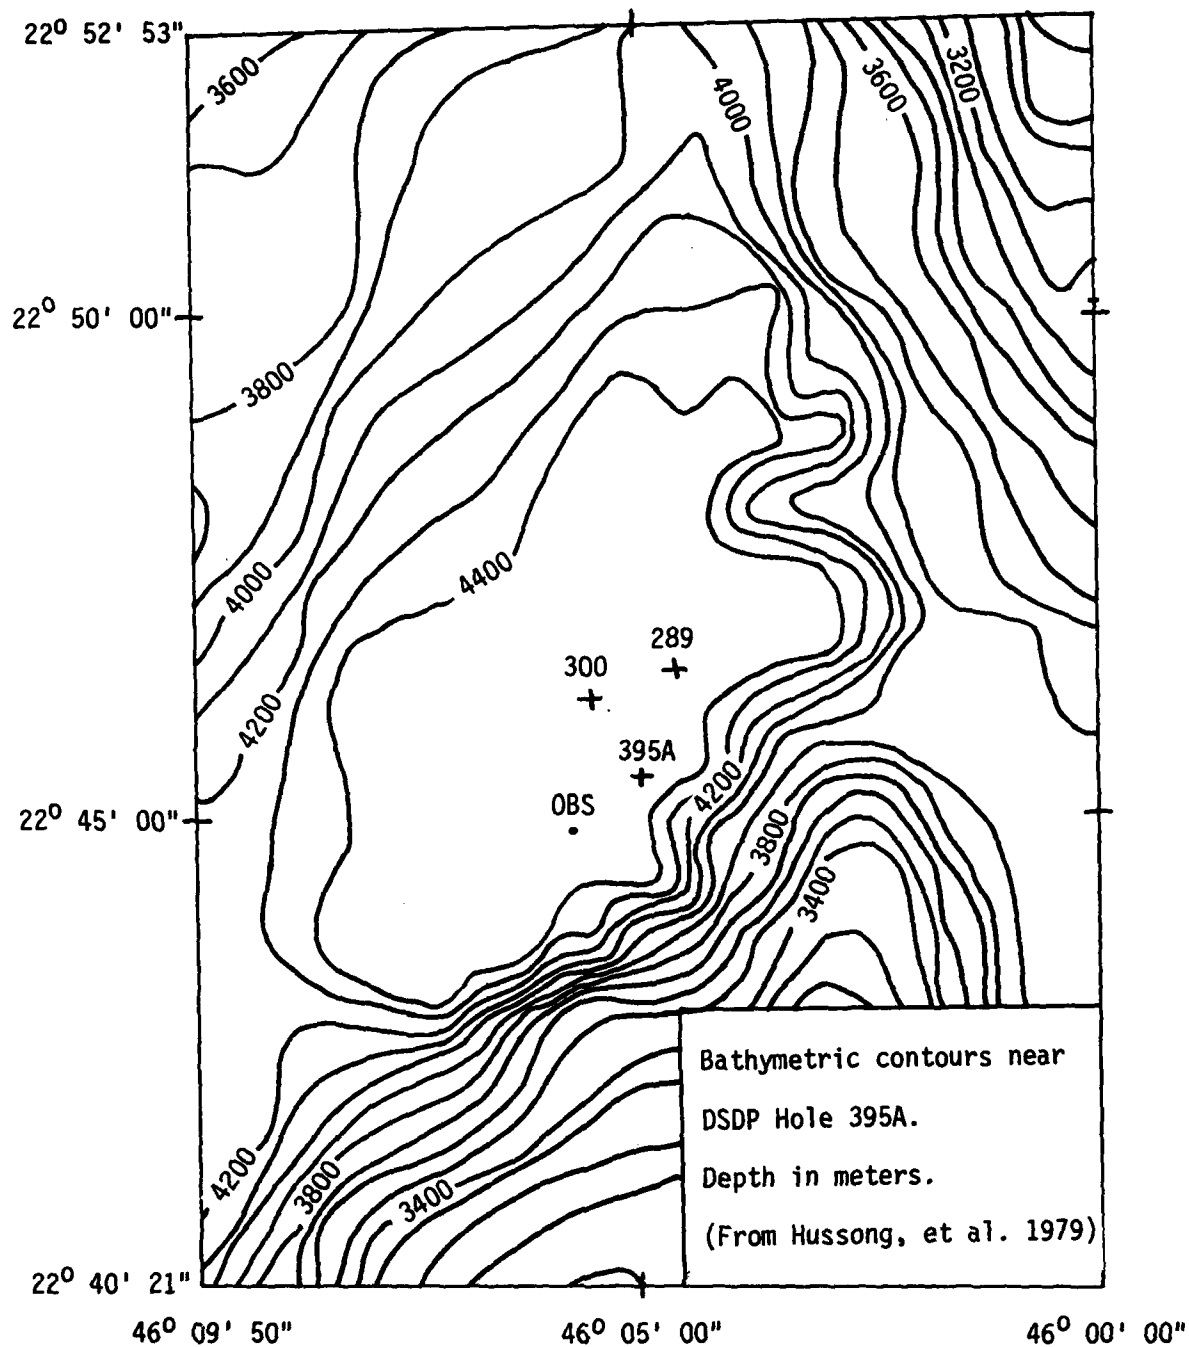 22° 52' 53"
3600
4000
3600
3200
22° 50' 00"
3800
4000
4400
289
300
4200
395A
4200
OBS
22° 45' 00"
3800
3400
Bathymetric contours near
DSDP Hole 395A.
Depth in meters.
(From Hussong, et al. 1979)
4200
3800
3400
22° 40' 21"
46° 09' 50"
46° 05' 00"
46° 00' 00"